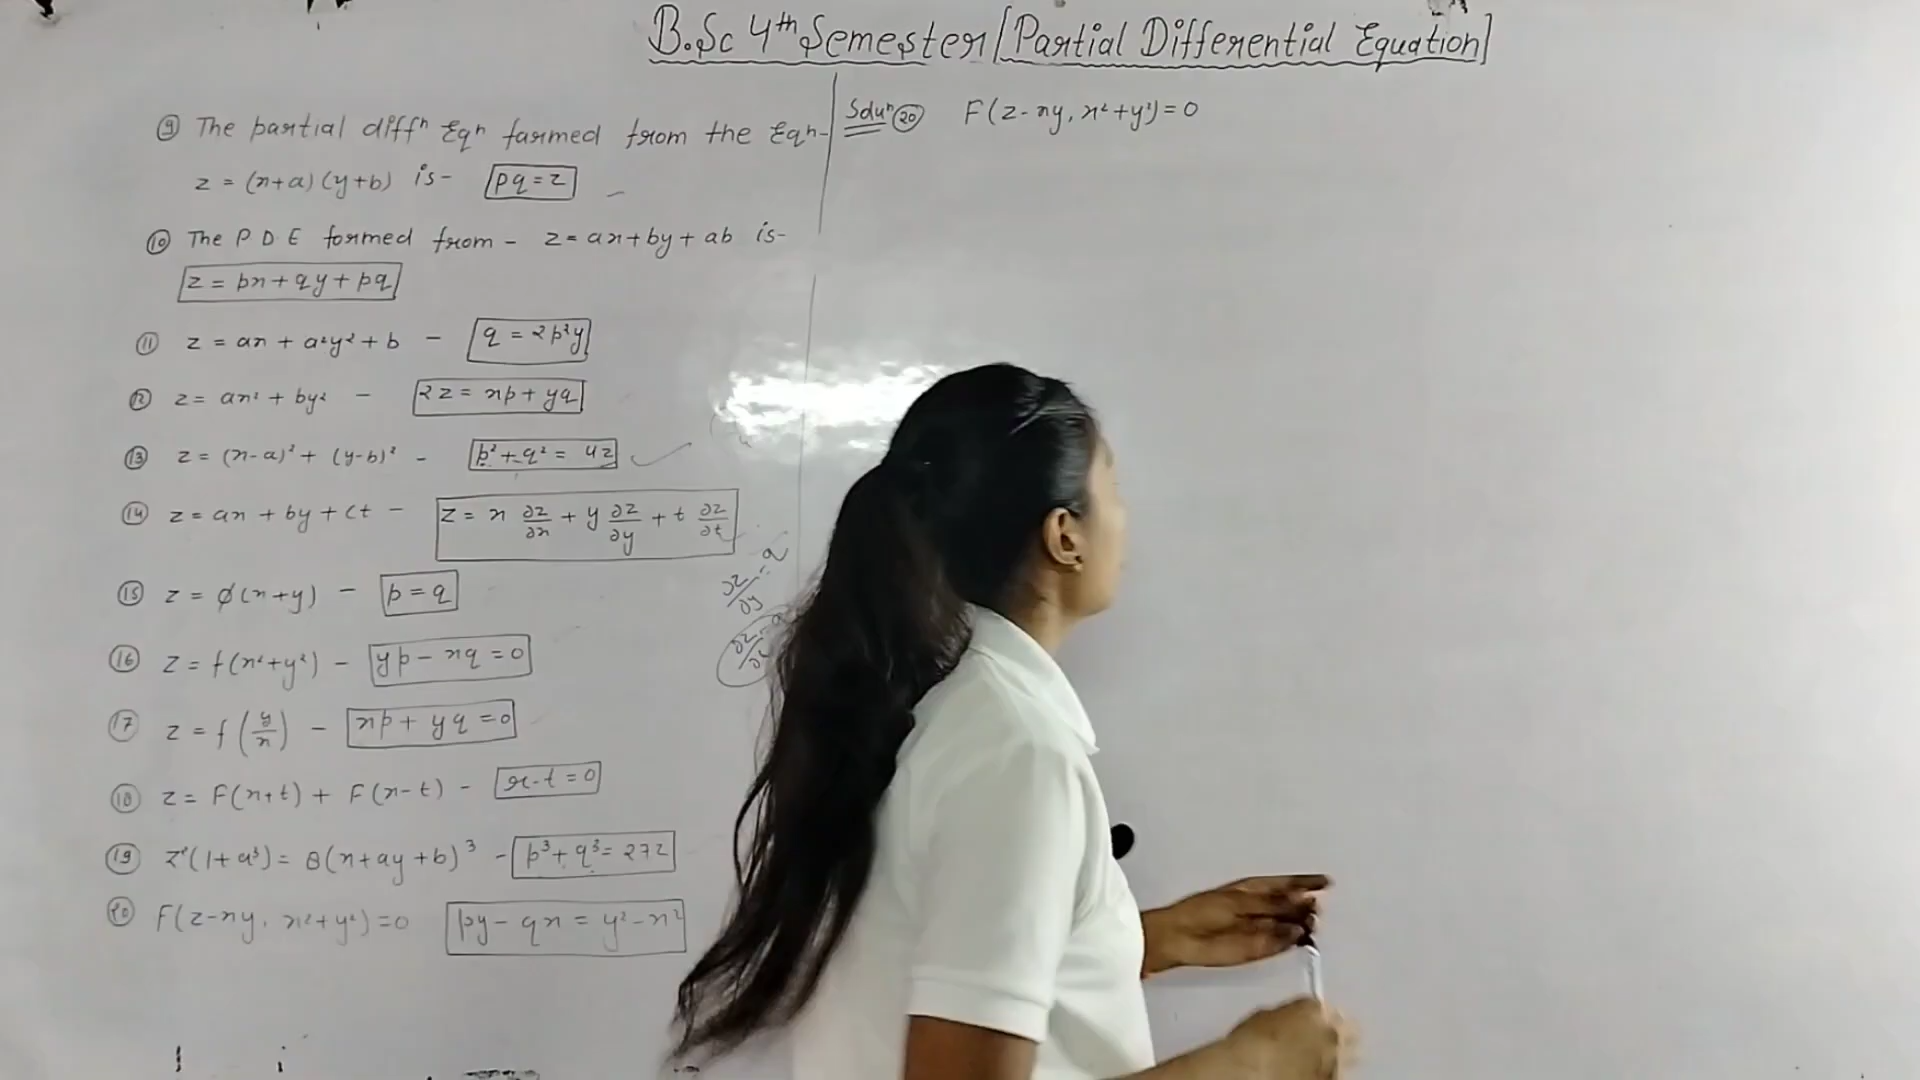 B.Sc 4th Semester [Partial Differential Equation]
⑨ The partial diffⁿ Eqⁿ farmed from the Eqⁿ-
z = (x+a)(y+b) is- pq = z
⑩ The P D E formed from - z = ax+by+ab is-
z = px+qy+pq
⑪ z = ax + a²y² + b - q = 2p²y
⑫ z = ax² + by² - 2z = xp + yq
⑬ z = (x-a)² + (y-b)² - p² + q² = 4z
⑭ z = ax + by + ct - z = x ∂z/∂x + y ∂z/∂y + t ∂z/∂t
⑮ z = ϕ(x+y) - p = q
⑯ z = f(x²+y²) - yp - xq = 0
⑰ z = f(y/x) - xp + yq = 0
⑱ z = F(x+t) + F(x-t) - r-t = 0
⑲ z²(1+a³) = 8(x+ay+b)³ - p³+q³ = 27z
⑳ F(z-xy, x²+y²) = 0 py - qx = y² - x²
∂z/∂y
Soluⁿ ⑳ F(z-xy, x²+y²) = 0